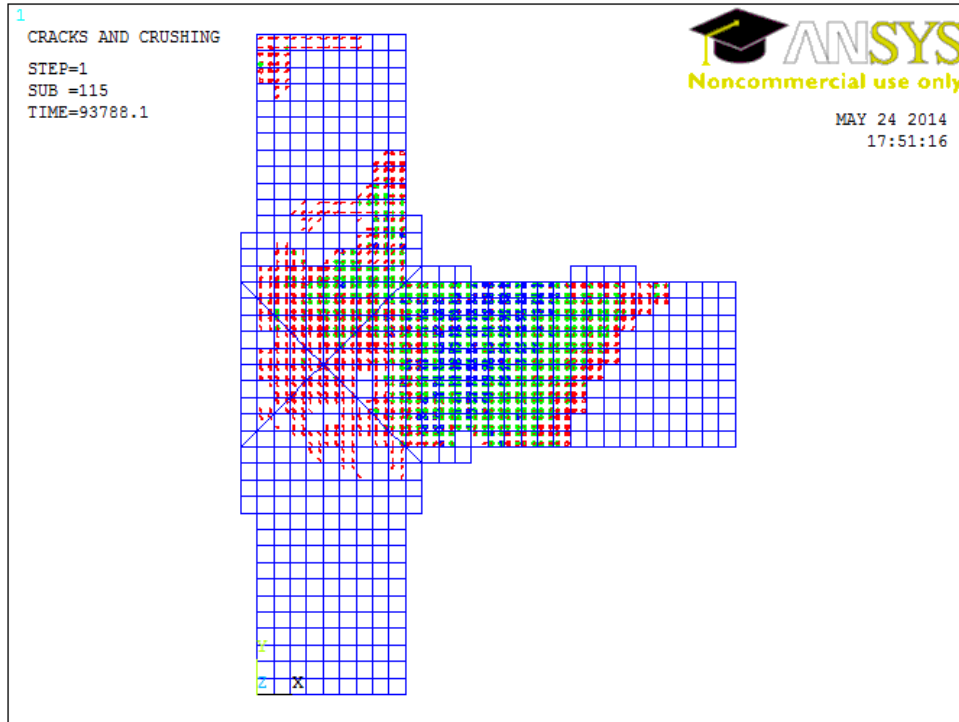 1
CRACKS AND CRUSHING
STEP=1
SUB =115
TIME=93788.1
ANSYS
Noncommercial use only
MAY 24 2014
17:51:16
Y
Z X